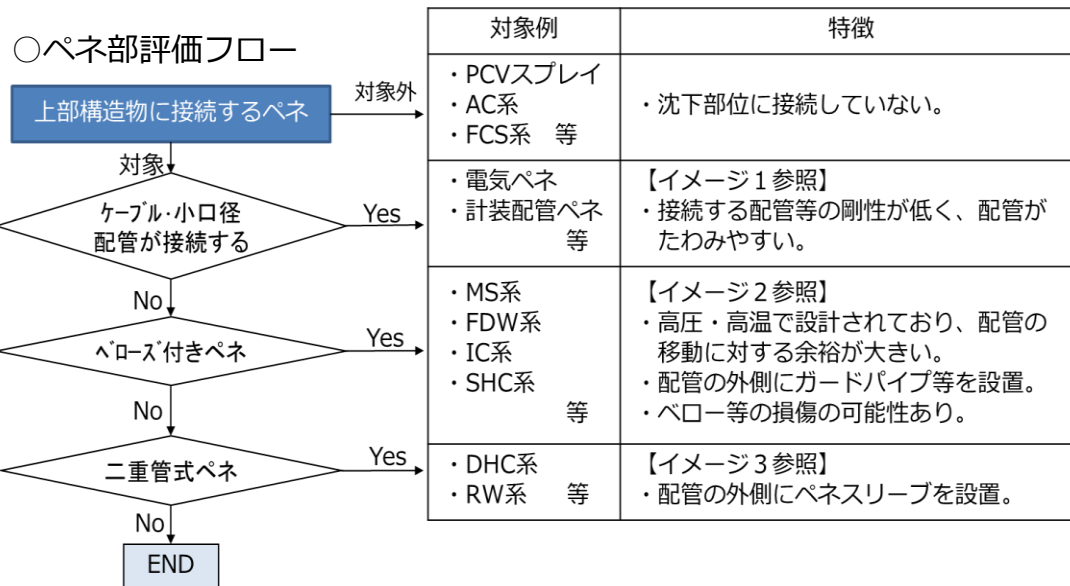 ○ペネ部評価フロー
上部構造物に接続するペネ
対象外
対象
ケーブル・小口径
配管が接続する
Yes
No
ベローズ付きペネ
Yes
No
二重管式ペネ
Yes
No
END
対象例
特徴
・PCVスプレイ
・AC系
・FCS系 等
・沈下部位に接続していない。
・電気ペネ
・計装配管ペネ
等
【イメージ１参照】
・接続する配管等の剛性が低く、配管が
たわみやすい。
・MS系
・FDW系
・IC系
・SHC系
等
【イメージ２参照】
・高圧・高温で設計されており、配管の
移動に対する余裕が大きい。
・配管の外側にガードパイプ等を設置。
・ベロー等の損傷の可能性あり。
・DHC系
・RW系 等
【イメージ３参照】
・配管の外側にペネスリーブを設置。